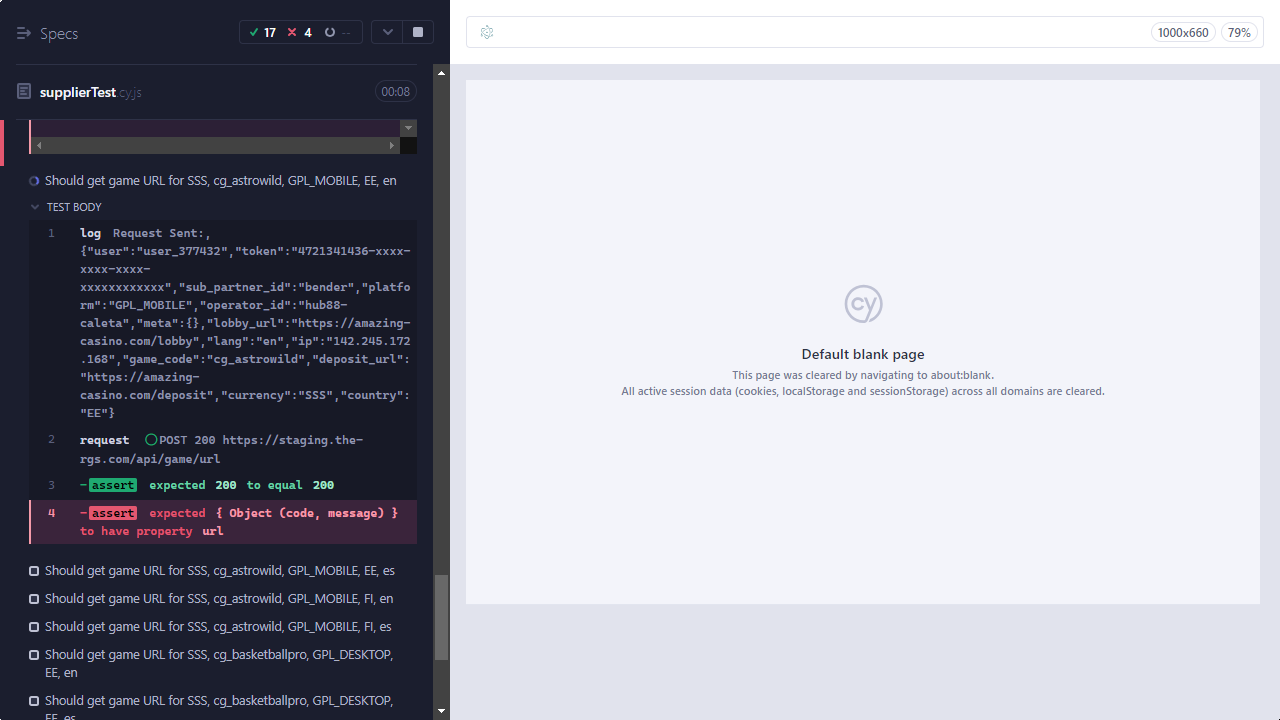 Specs
17
4
--
1000x660
79%
supplierTest.cy.js
00:08
Should get game URL for SSS, cg_astrowild, GPL_MOBILE, EE, en
TEST BODY
1 log Request Sent:,
{"user":"user_377432","token":"4721341436-xxxx-
xxxx-xxxx-
xxxxxxxxxxxx","sub_partner_id":"bender","platfo
rm":"GPL_MOBILE","operator_id":"hub88-
caleta","meta":{},"lobby_url":"https://amazing-
casino.com/lobby","lang":"en","ip":"142.245.172
.168","game_code":"cg_astrowild","deposit_url":
"https://amazing-
casino.com/deposit","currency":"SSS","country":
"EE"}
2 request POST 200 https://staging.the-
rgs.com/api/game/url
3 -assert expected 200 to equal 200
4 -assert expected { Object (code, message) }
to have property url
Should get game URL for SSS, cg_astrowild, GPL_MOBILE, EE, es
Should get game URL for SSS, cg_astrowild, GPL_MOBILE, FI, en
Should get game URL for SSS, cg_astrowild, GPL_MOBILE, FI, es
Should get game URL for SSS, cg_basketballpro, GPL_DESKTOP,
EE, en
Should get game URL for SSS, cg_basketballpro, GPL_DESKTOP,
EE, es
cy
Default blank page
This page was cleared by navigating to about:blank.
All active session data (cookies, localStorage and sessionStorage) across all domains are cleared.